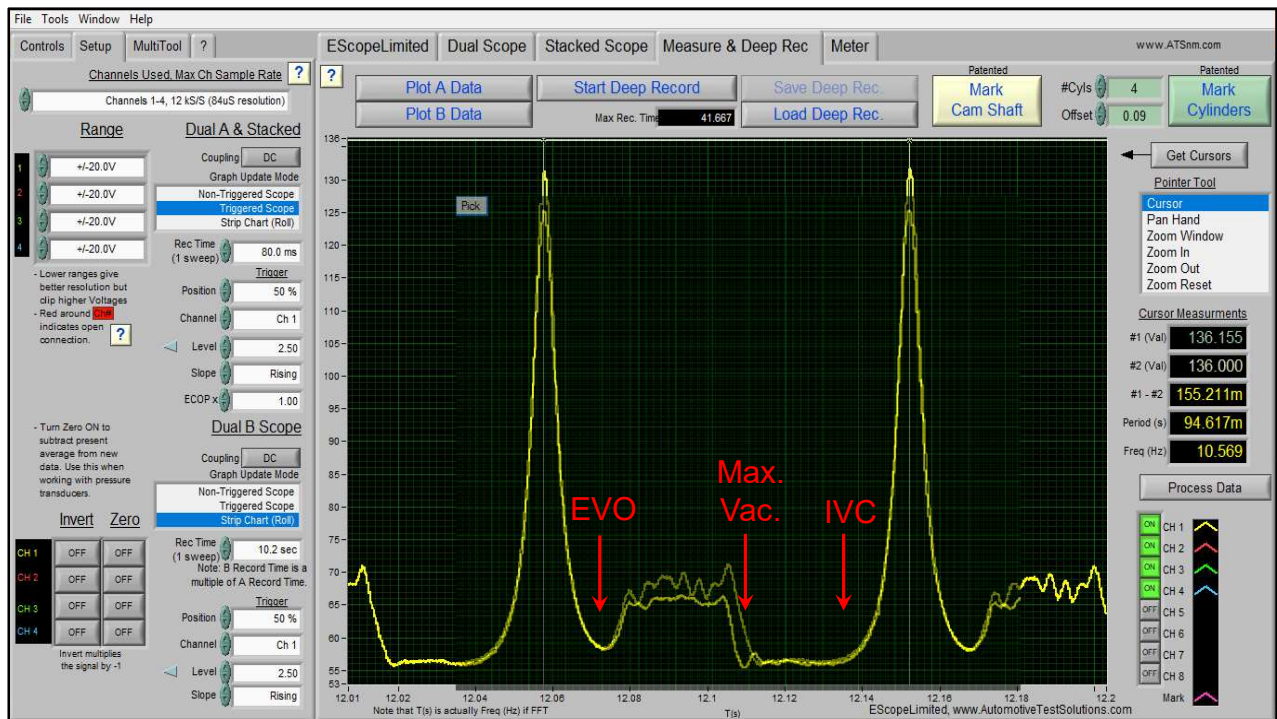 File Tools Window Help
Controls Setup MultiTool ?
EScopeLimited Dual Scope Stacked Scope Measure & Deep Rec Meter
www.ATSnm.com
Channels Used, Max Ch Sample Rate ?
Channels 1-4, 12 kS/S (84uS resolution)
Range
1 +/-20.0V
2 +/-20.0V
3 +/-20.0V
4 +/-20.0V
- Lower ranges give
better resolution but
clip higher Voltages
- Red around Ch#
indicates open
connection.
?
Dual A & Stacked
Coupling DC
Graph Update Mode
Non-Triggered Scope
Triggered Scope
Strip Chart (Roll)
Rec Time
(1 sweep) 80.0 ms
Trigger
Position 50 %
Channel Ch 1
Level 2.50
Slope Rising
ECOP x 1.00
- Turn Zero ON to
subtract present
average from new
data. Use this when
working with pressure
transducers.
Invert Zero
CH 1 OFF OFF
CH 2 OFF OFF
CH 3 OFF OFF
CH 4 OFF OFF
Invert multiplies
the signal by -1
Dual B Scope
Coupling DC
Graph Update Mode
Non-Triggered Scope
Triggered Scope
Strip Chart (Roll)
Rec Time
(1 sweep) 10.2 sec
Note: B Record Time is a
multiple of A Record Time.
Trigger
Position 50 %
Channel Ch 1
Level 2.50
Slope Rising
?
Plot A Data Start Deep Record Save Deep Rec.
Plot B Data Max Rec. Time 41.667 Load Deep Rec.
Patented
Mark
Cam Shaft
#Cyls 4
Offset 0.09
Patented
Mark
Cylinders
136
130
125
120
115
110
105
100
95
90
85
80
75
70
65
60
55
53
Pick
EVO
Max.
Vac.
IVC
12.01 12.02 12.04 12.06 12.08 12.1 12.12 12.14 12.16 12.18 12.2
Note that T(s) is actually Freq (Hz) if FFT
T(s)
EScopeLimited, www.AutomotiveTestSolutions.com
Get Cursors
Pointer Tool
Cursor
Pan Hand
Zoom Window
Zoom In
Zoom Out
Zoom Reset
Cursor Measurments
#1 (Val) 136.155
#2 (Val) 136.000
#1 - #2 155.211m
Period (s) 94.617m
Freq (Hz) 10.569
Process Data
ON CH 1
ON CH 2
ON CH 3
ON CH 4
OFF CH 5
OFF CH 6
OFF CH 7
OFF CH 8
Mark